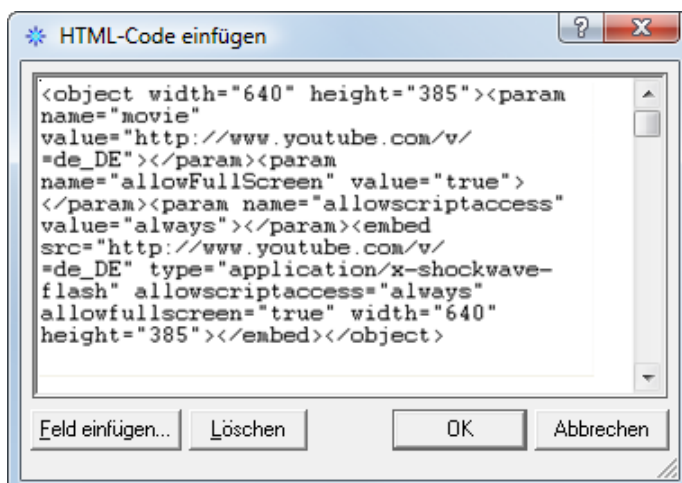 HTML-Code einfügen
<object width="640" height="385"><param
name="movie"
value="http://www.youtube.com/v/
=de_DE"></param><param
name="allowFullScreen" value="true">
</param><param name="allowscriptaccess"
value="always"></param><embed
src="http://www.youtube.com/v/
=de_DE" type="application/x-shockwave-
flash" allowscriptaccess="always"
allowfullscreen="true" width="640"
height="385"></embed></object>
Feld einfügen... Löschen OK Abbrechen